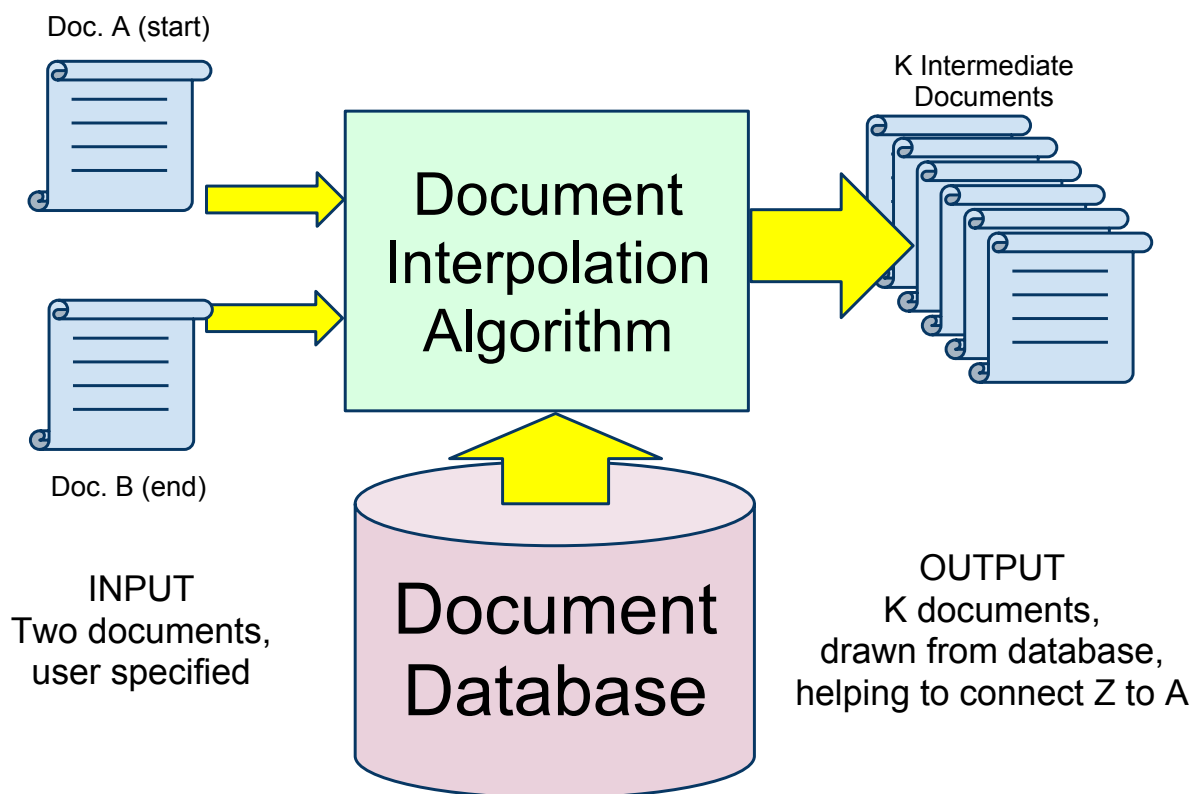 Doc. A (start)
K Intermediate
Documents
Document
Interpolation
Algorithm
Doc. B (end)
INPUT
Two documents,
user specified
Document
Database
OUTPUT
K documents,
drawn from database,
helping to connect Z to A